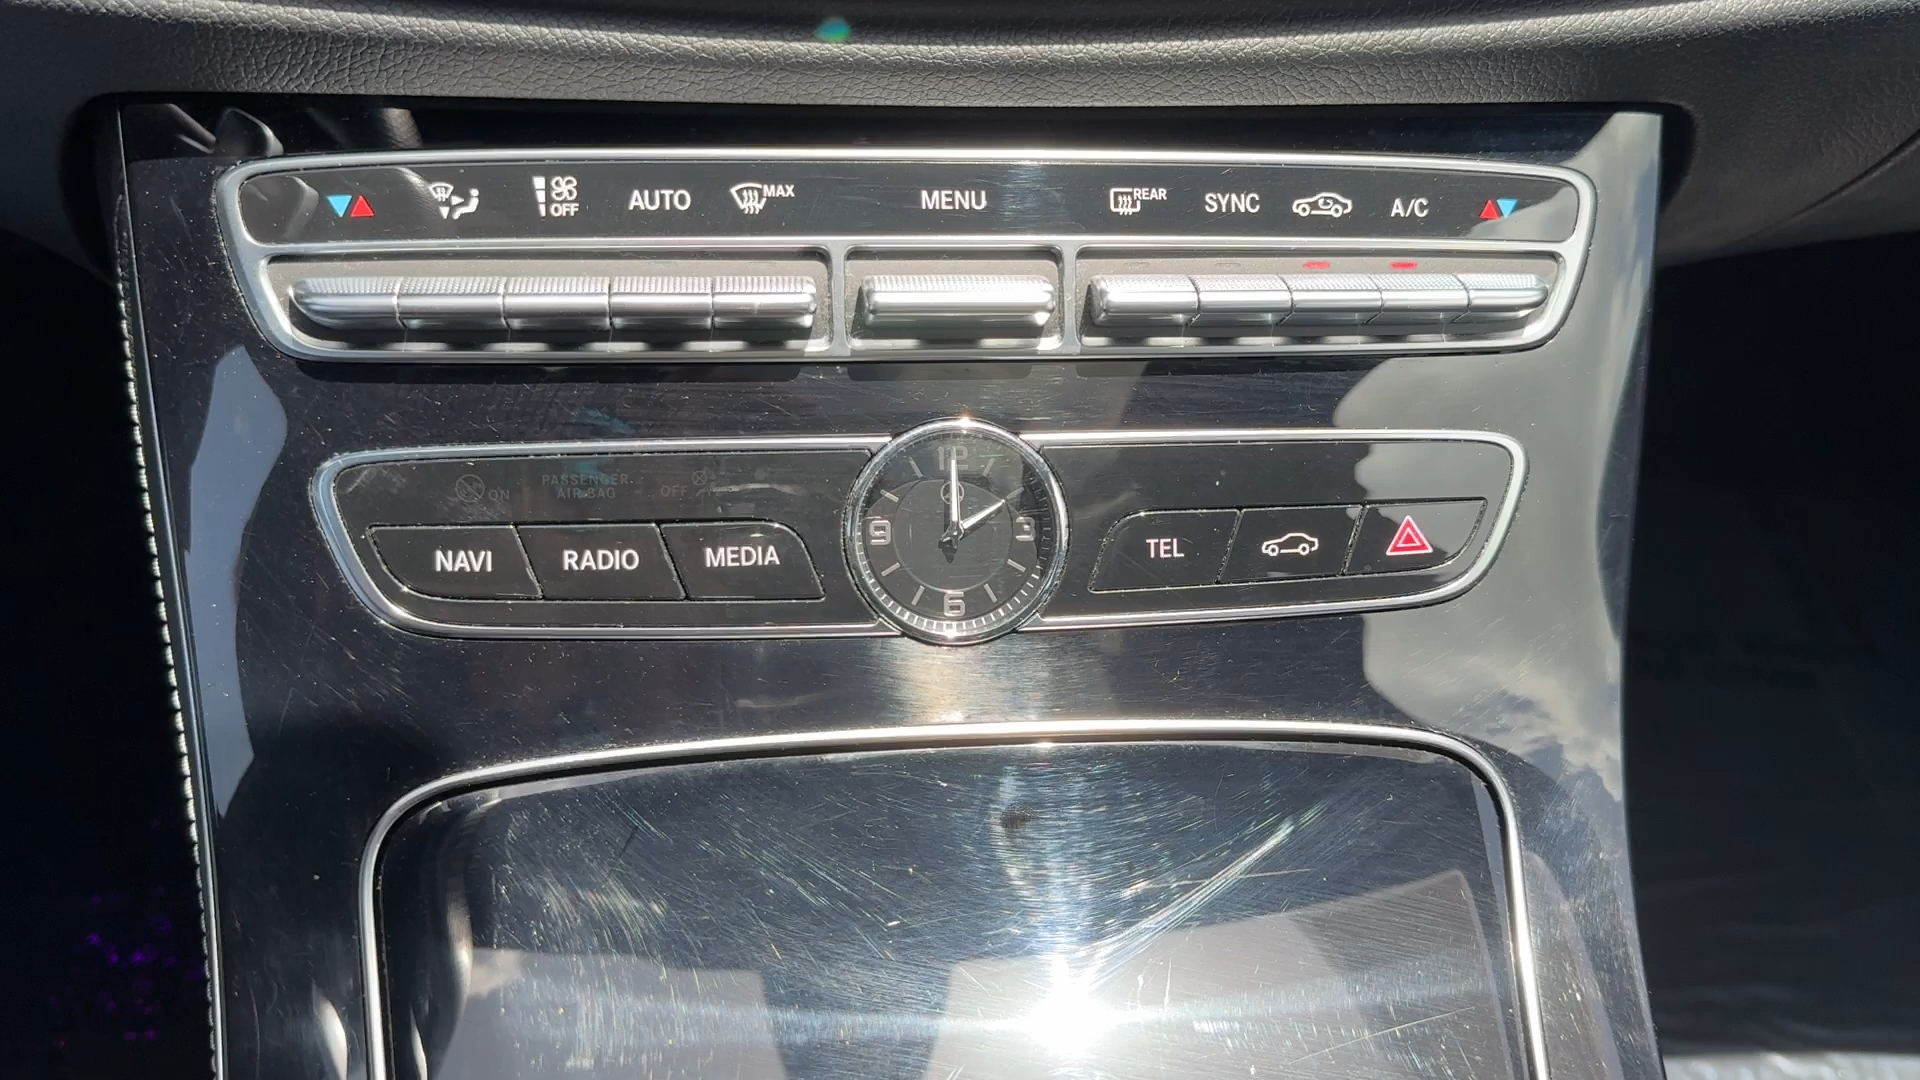 OFF AUTO MAX MENU REAR SYNC A/C
ON PASSENGER AIR BAG OFF
NAVI RADIO MEDIA TEL
12
9 3
6